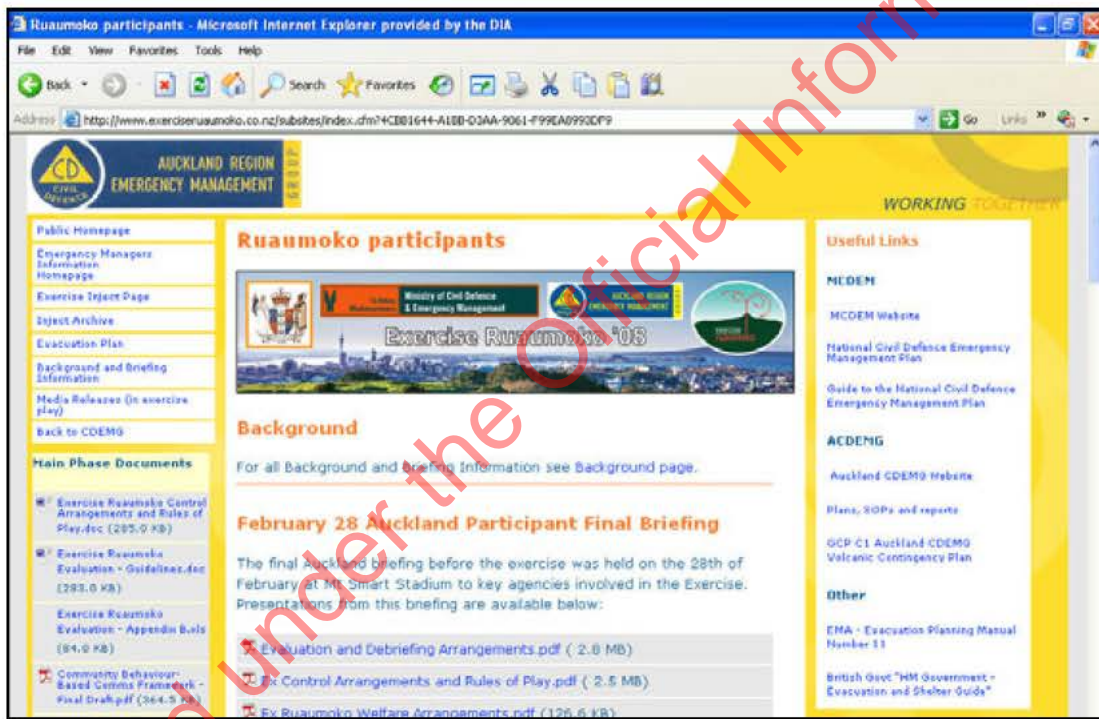 Ruaumoko participants - Microsoft Internet Explorer provided by the DIA
File Edit View Favorites Tools Help
Back Search Favorites
Address http://www.exerciseruaumoko.co.nz/subsites/index.cfm?4CBB1644-A1BB-D3AA-9061-F99EA0993DF9 Go Links »
CD
CIVIL DEFENCE
AUCKLAND REGION
EMERGENCY MANAGEMENT
WORKING TOGETHER
Public Homepage
Emergency Managers
Information
Homepage
Exercise Inject Page
Inject Archive
Evacuation Plan
Background and Briefing
Information
Media Releases (in exercise
play)
Back to CDEMG
Main Phase Documents
Exercise Ruaumoko Control
Arrangements and Rules of
Play.doc (285.0 KB)
Exercise Ruaumoko
Evaluation - Guidelines.doc
(293.0 KB)
Exercise Ruaumoko
Evaluation - Appendix B.xls
(84.0 KB)
Community Behaviour-
Based Comms Framework -
Final Draft.pdf (364.5 KB)
Ruaumoko participants
Ministry of Civil Defence
& Emergency Management
AUCKLAND REGION
EMERGENCY MANAGEMENT
Exercise Ruaumoko '08
Background
For all Background and Briefing Information see Background page.
February 28 Auckland Participant Final Briefing
The final Auckland briefing before the exercise was held on the 28th of
February at Mt Smart Stadium to key agencies involved in the Exercise.
Presentations from this briefing are available below:
Evaluation and Debriefing Arrangements.pdf ( 2.8 MB)
Ex Control Arrangements and Rules of Play.pdf ( 2.5 MB)
Ex Ruaumoko Welfare Arrangements.pdf (126.6 KB)
Useful Links
MCDEM
MCDEM Website
National Civil Defence Emergency
Management Plan
Guide to the National Civil Defence
Emergency Management Plan
ACDEMG
Auckland CDEMG Website
Plans, SOPs and reports
GCP C1 Auckland CDEMG
Volcanic Contingency Plan
Other
EMA - Evacuation Planning Manual
Number 11
British Govt "HM Government -
Evacuation and Shelter Guide"
under the Official Inform